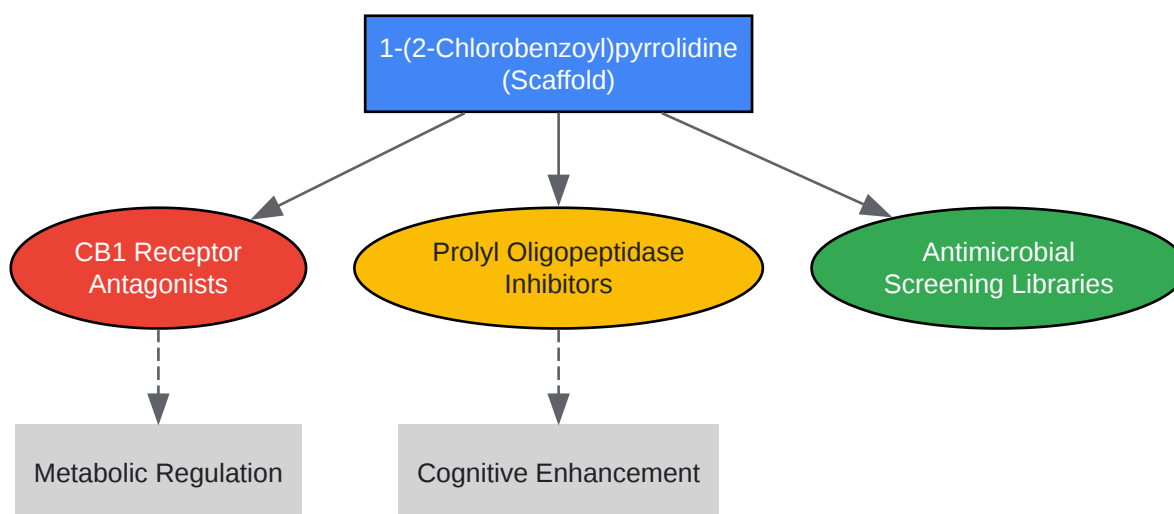 1-(2-Chlorobenzoyl)pyrrolidine
(Scaffold)
CB1 Receptor
Antagonists
Prolyl Oligopeptidase
Inhibitors
Antimicrobial
Screening Libraries
Metabolic Regulation
Cognitive Enhancement